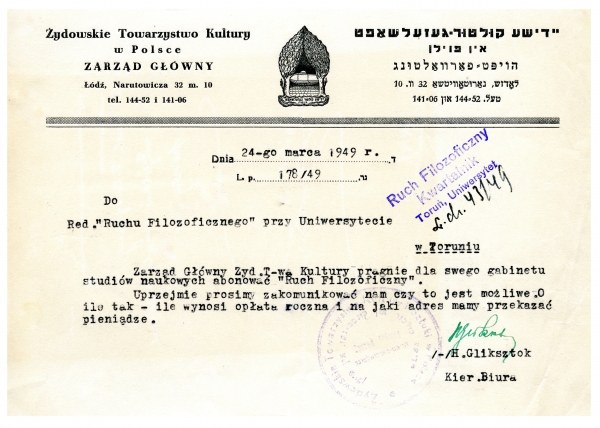 Żydowskie Towarzystwo Kultury
w Polsce
ZARZĄD GŁÓWNY
Łódź, Narutowicza 32 m. 10
tel. 144-52 i 141-06
ייִדישע קולטור-געזעלשאפט
אין פוילן
הויפט-פארוואלטונג
לאדזש, נארוטאוויטשא 32 וו. 10
טעל. 144-52 און 141-06
Dnia 24-go marca 1949 r. ד.
L. p. 178/49 נו.
Ruch Filozoficzny
Kwartalnik
Toruń, Uniwersytet
L.dz. 43/49
Do
Red. "Ruchu Filozoficznego" przy Uniwersytecie
w Toruniu
Zarząd Główny Żyd.T-wa Kultury pragnie dla swego gabinetu
studiów naukowych abonować "Ruch Filozoficzny".
Uprzejmie prosimy zakomunikować nam czy to jest możliwe.O
ile tak - ile wynosi opłata roczna i na jaki adres mamy przekazać
pieniądze.
/-/H.Gliksztok
Kier.Biura